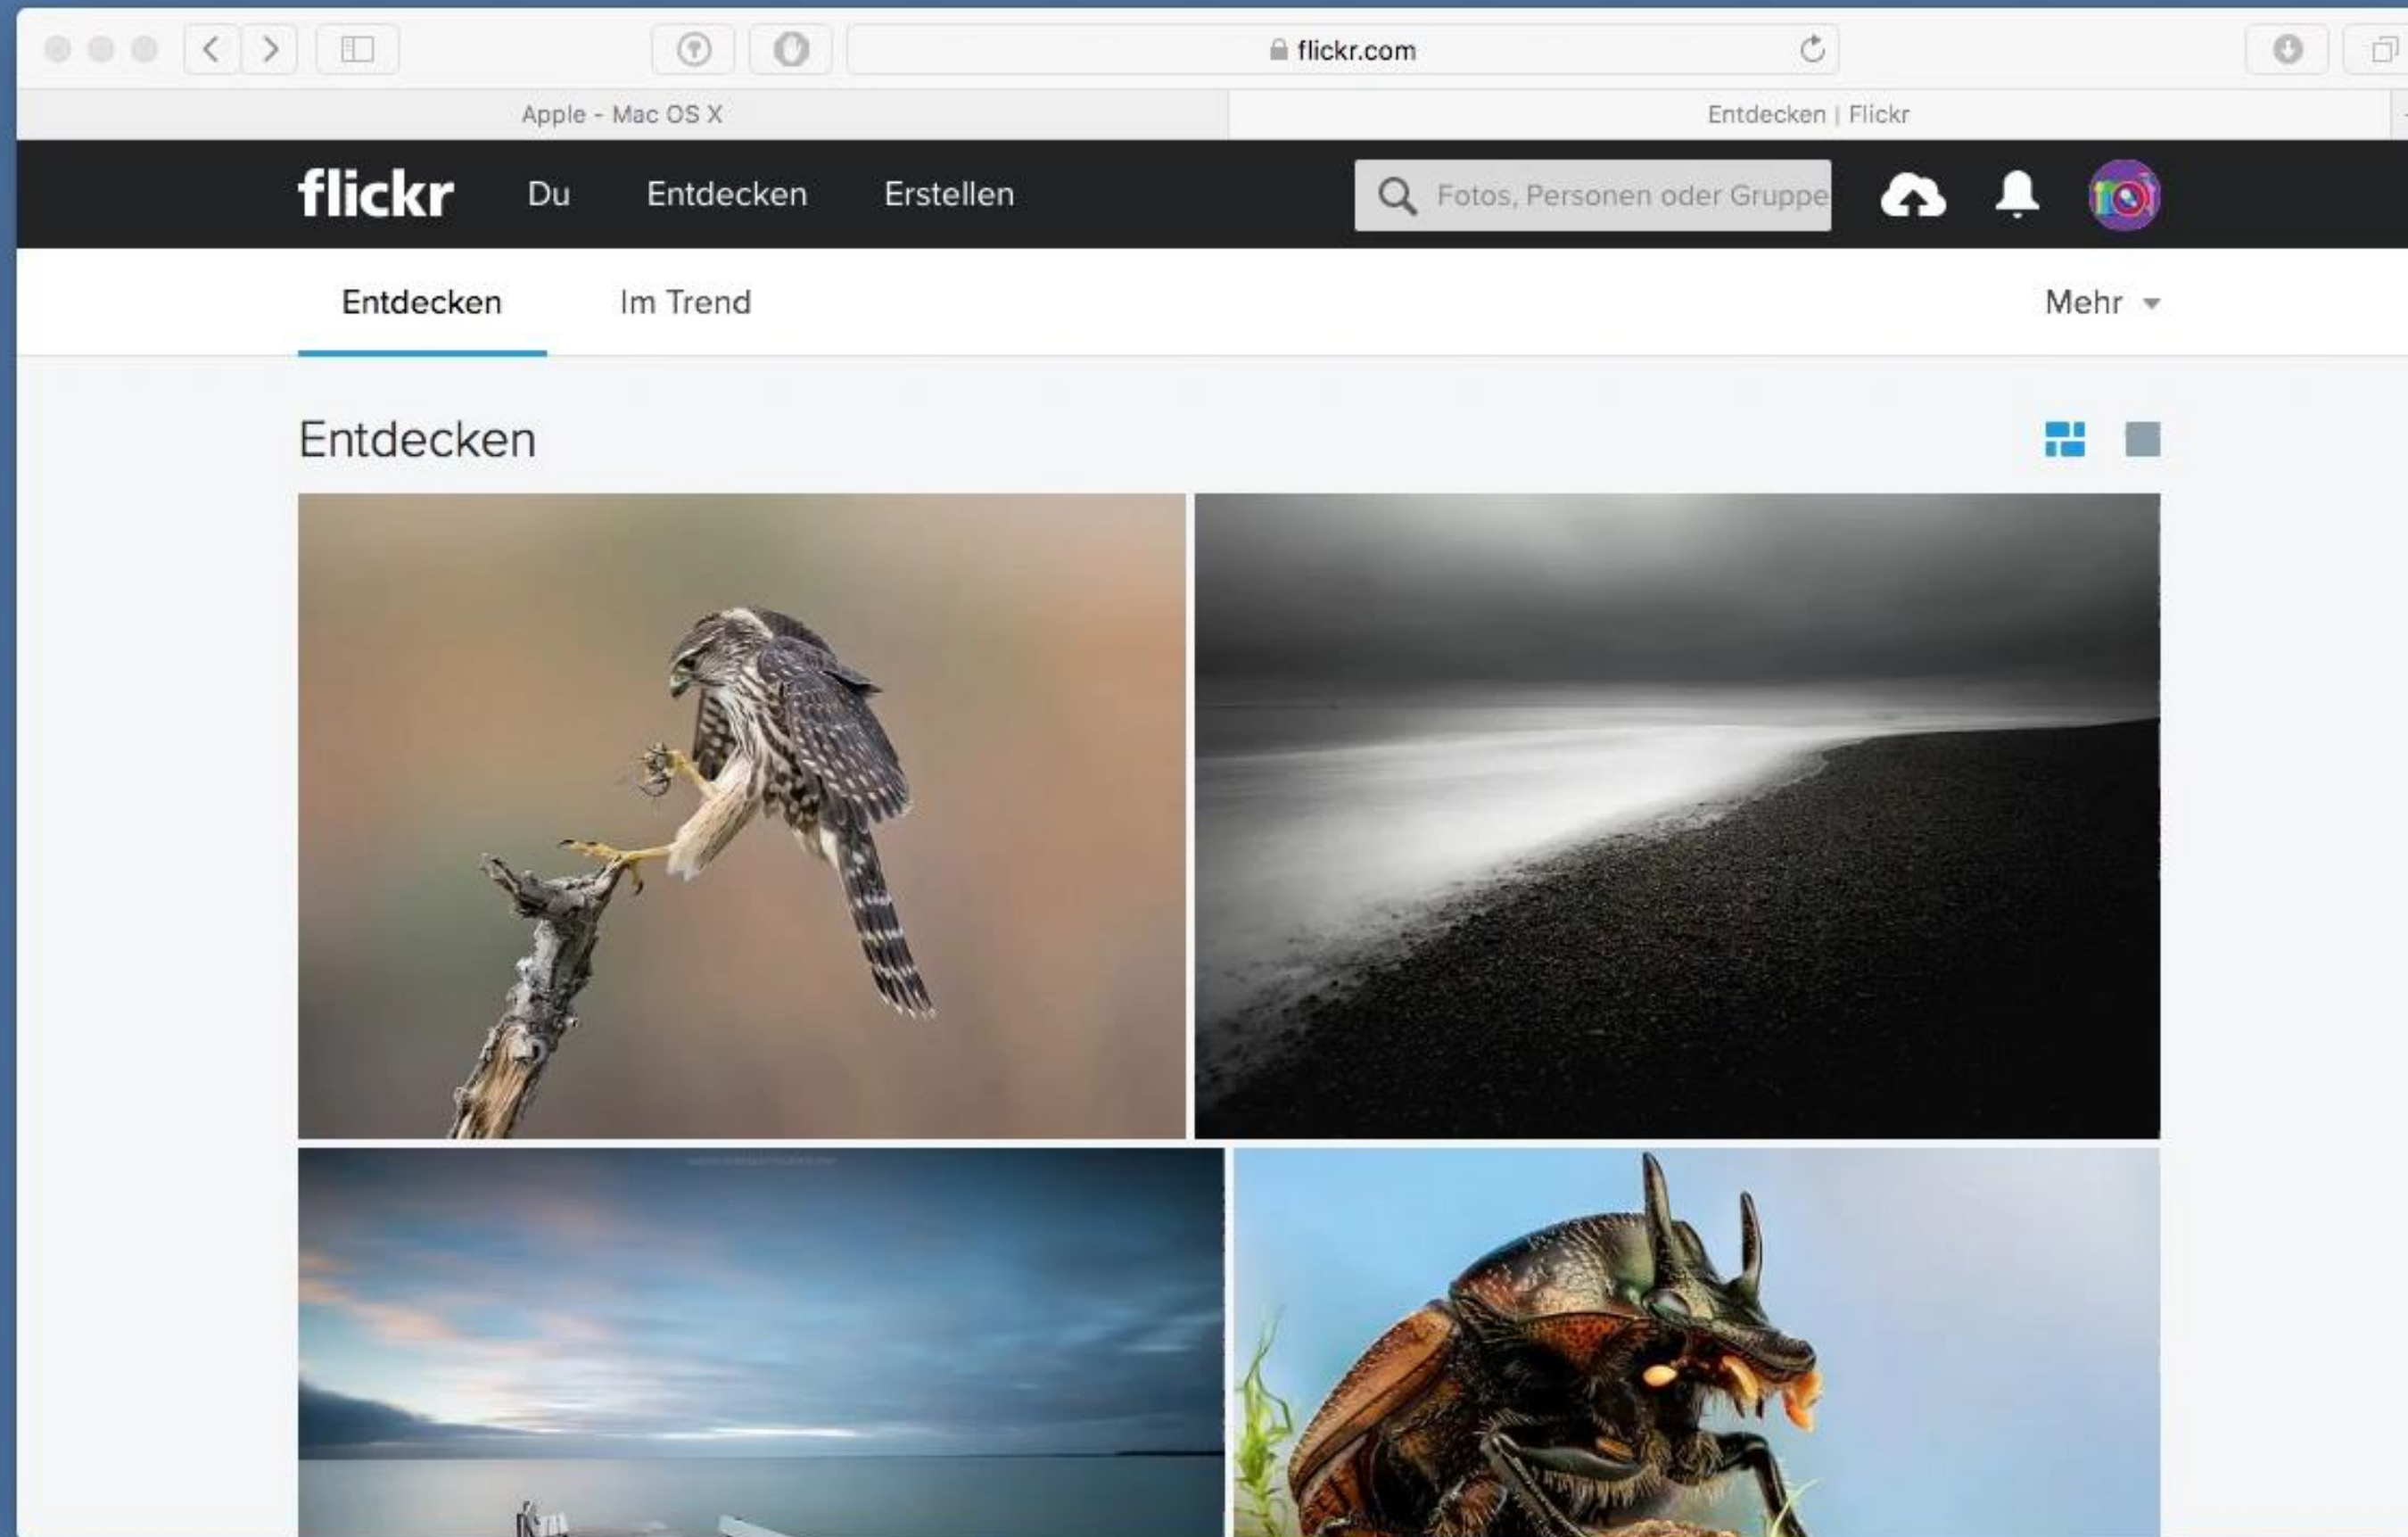 flickr.com
Apple - Mac OS X
Entdecken | Flickr
flickr Du Entdecken Erstellen Fotos, Personen oder Gruppe
Entdecken Im Trend Mehr
Entdecken